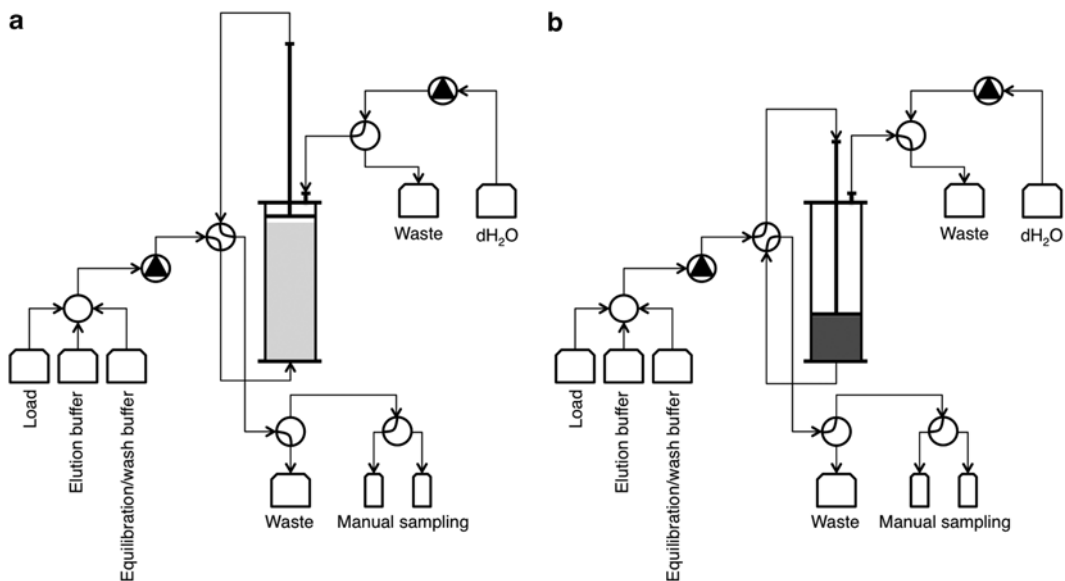 a
Waste
dH₂O
Load
Elution buffer
Equilibration/wash buffer
Waste
Manual sampling
b
Waste
dH₂O
Load
Elution buffer
Equilibration/wash buffer
Waste
Manual sampling